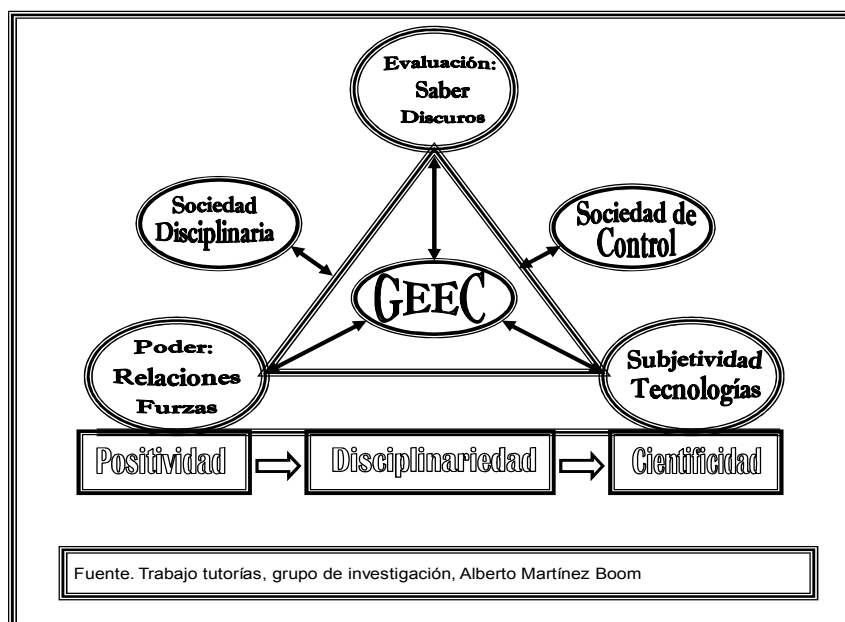 Evaluación:
Saber
Discuros
Sociedad
Disciplinaria
Sociedad de
Control
GEEC
Poder:
Relaciones
Furzas
Subjetividad
Tecnologías
Positividad
Disciplinariedad
Cientificidad
Fuente. Trabajo tutorías, grupo de investigación, Alberto Martínez Boom